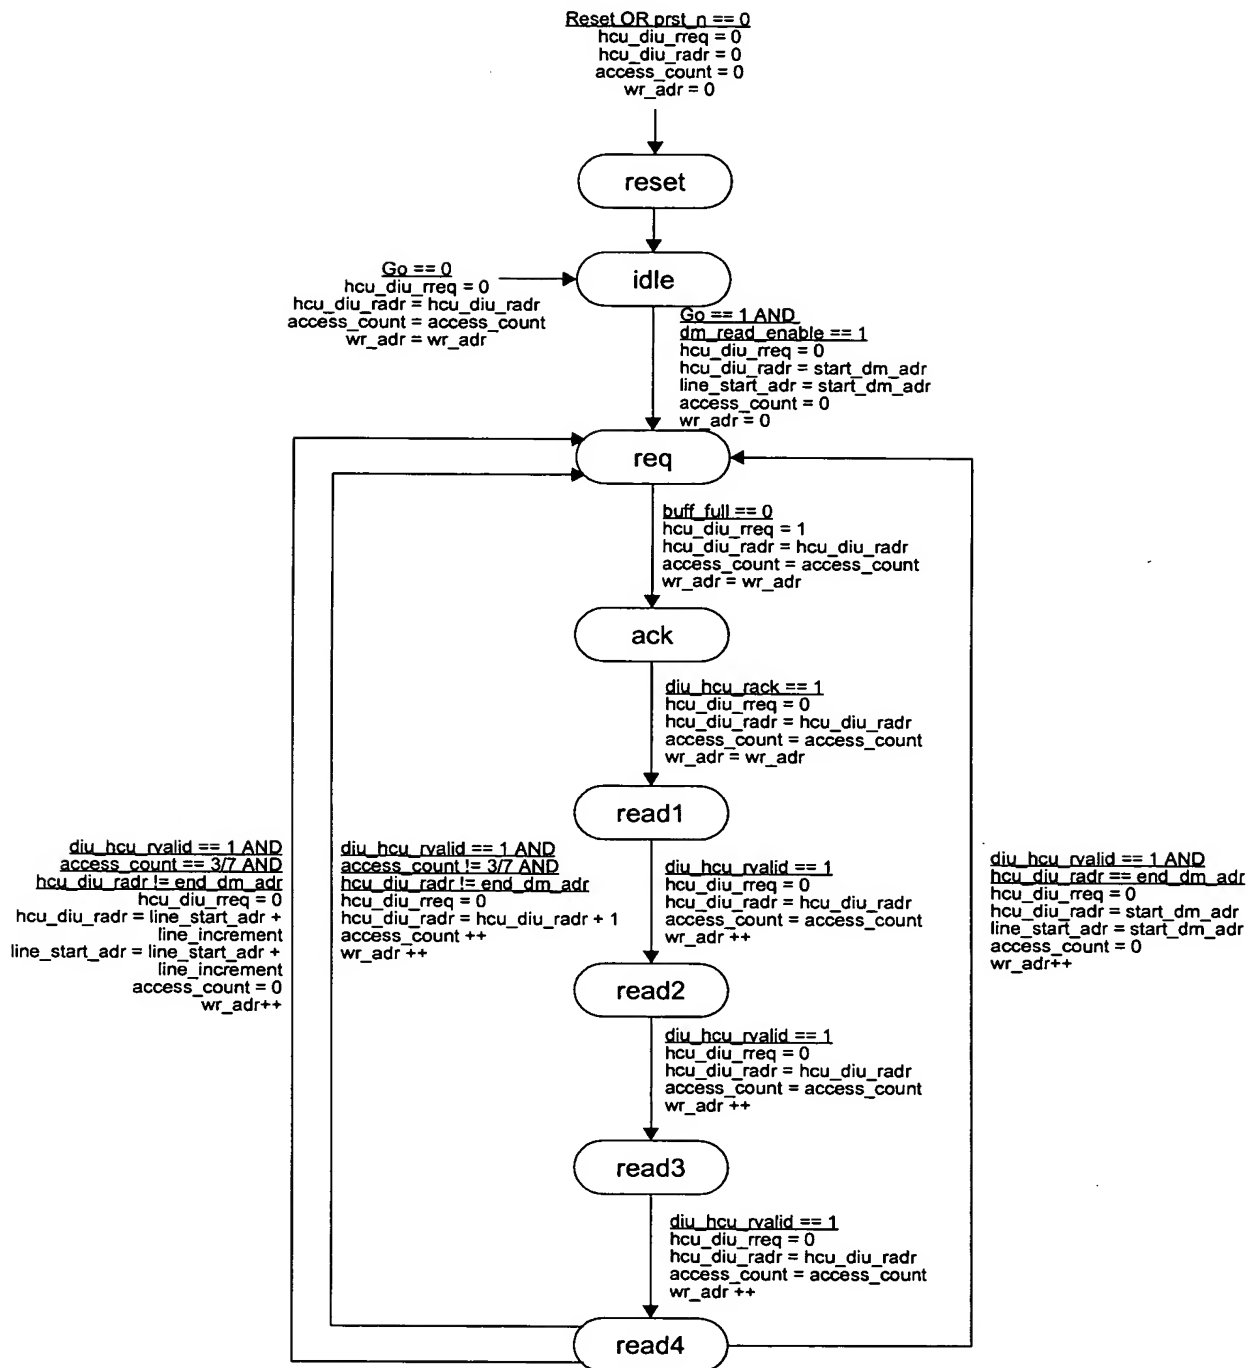 Reset OR prst_n == 0
hcu_diu_rreq = 0
hcu_diu_radr = 0
access_count = 0
wr_adr = 0
reset
idle
Go == 0
hcu_diu_rreq = 0
hcu_diu_radr = hcu_diu_radr
access_count = access_count
wr_adr = wr_adr
Go == 1 AND
dm_read_enable == 1
hcu_diu_rreq = 0
hcu_diu_radr = start_dm_adr
line_start_adr = start_dm_adr
access_count = 0
wr_adr = 0
req
buff_full == 0
hcu_diu_rreq = 1
hcu_diu_radr = hcu_diu_radr
access_count = access_count
wr_adr = wr_adr
ack
diu_hcu_rack == 1
hcu_diu_rreq = 0
hcu_diu_radr = hcu_diu_radr
access_count = access_count
wr_adr = wr_adr
read1
diu_hcu_rvalid == 1 AND
access_count == 3/7 AND
hcu_diu_radr != end_dm_adr
hcu_diu_rreq = 0
hcu_diu_radr = line_start_adr +
line_increment
line_start_adr = line_start_adr +
line_increment
access_count = 0
wr_adr++
diu_hcu_rvalid == 1 AND
access_count != 3/7 AND
hcu_diu_radr != end_dm_adr
hcu_diu_rreq = 0
hcu_diu_radr = hcu_diu_radr + 1
access_count ++
wr_adr ++
diu_hcu_rvalid == 1
hcu_diu_rreq = 0
hcu_diu_radr = hcu_diu_radr
access_count = access_count
wr_adr ++
diu_hcu_rvalid == 1 AND
hcu_diu_radr == end_dm_adr
hcu_diu_rreq = 0
hcu_diu_radr = start_dm_adr
line_start_adr = start_dm_adr
access_count = 0
wr_adr++
read2
diu_hcu_rvalid == 1
hcu_diu_rreq = 0
hcu_diu_radr = hcu_diu_radr
access_count = access_count
wr_adr ++
read3
diu_hcu_rvalid == 1
hcu_diu_rreq = 0
hcu_diu_radr = hcu_diu_radr
access_count = access_count
wr_adr ++
read4